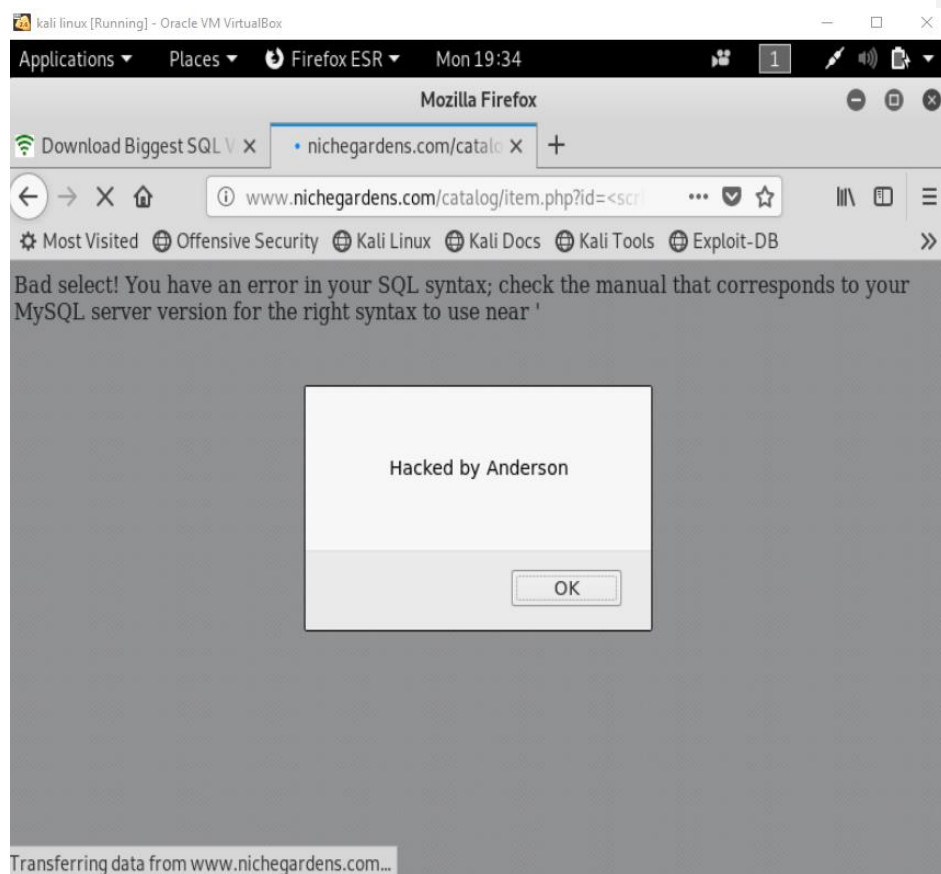 kali linux [Running] - Oracle VM VirtualBox
Applications Places Firefox ESR Mon 19:34 1
Mozilla Firefox
Download Biggest SQL V nichegardens.com/catalo
www.nichegardens.com/catalog/item.php?id=<scri
Most Visited Offensive Security Kali Linux Kali Docs Kali Tools Exploit-DB
Bad select! You have an error in your SQL syntax; check the manual that corresponds to your
MySQL server version for the right syntax to use near '
Hacked by Anderson
OK
Transferring data from www.nichegardens.com...